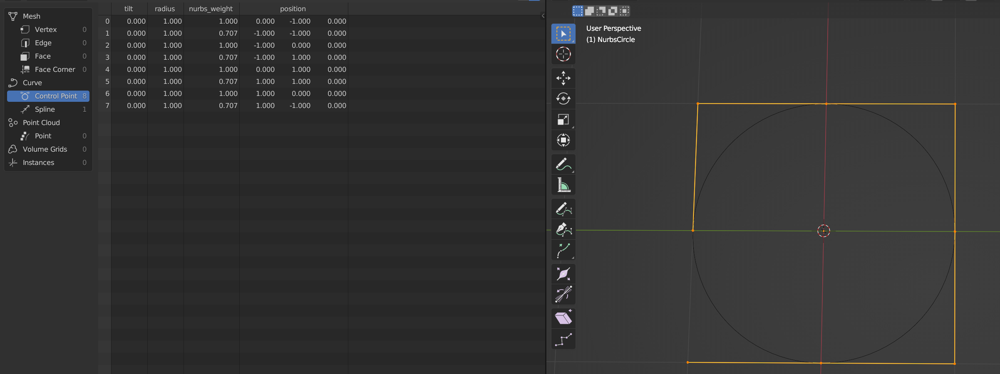 Mesh
Vertex 0
Edge 0
Face 0
Face Corner 0
Curve
Control Point 8
Spline 1
Point Cloud
Point 0
Volume Grids 0
Instances 0
tilt radius nurbs_weight position
0 0.000 1.000 1.000 0.000 -1.000 0.000
1 0.000 1.000 0.707 -1.000 -1.000 0.000
2 0.000 1.000 1.000 -1.000 0.000 0.000
3 0.000 1.000 0.707 -1.000 1.000 0.000
4 0.000 1.000 1.000 0.000 1.000 0.000
5 0.000 1.000 0.707 1.000 1.000 0.000
6 0.000 1.000 1.000 1.000 0.000 0.000
7 0.000 1.000 0.707 1.000 -1.000 0.000
User Perspective
(1) NurbsCircle